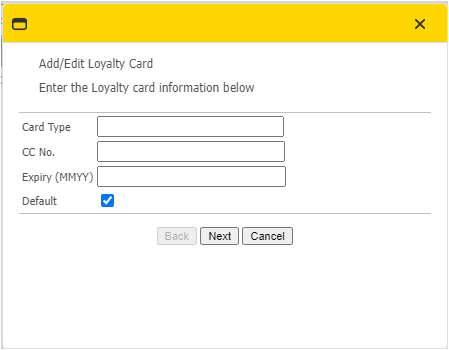 Add/Edit Loyalty Card
Enter the Loyalty card information below
Card Type
CC No.
Expiry (MMYY)
Default
Back Next Cancel